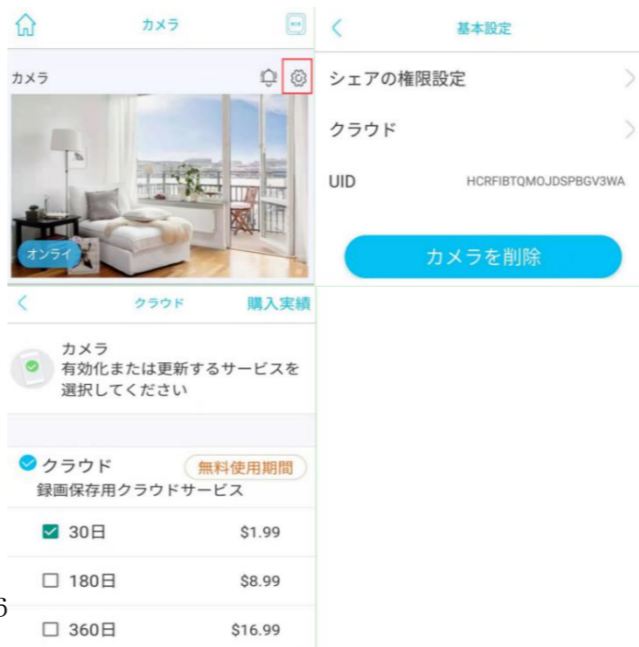 カメラ
カメラ
オンライ
基本設定
シェアの権限設定
クラウド
UID HCRFIBTQMOJDSPBGV3WA
カメラを削除
クラウド 購入実績
カメラ
有効化または更新するサービスを
選択してください
クラウド 無料使用期間
録画保存用クラウドサービス
30日 $1.99
180日 $8.99
6
360日 $16.99